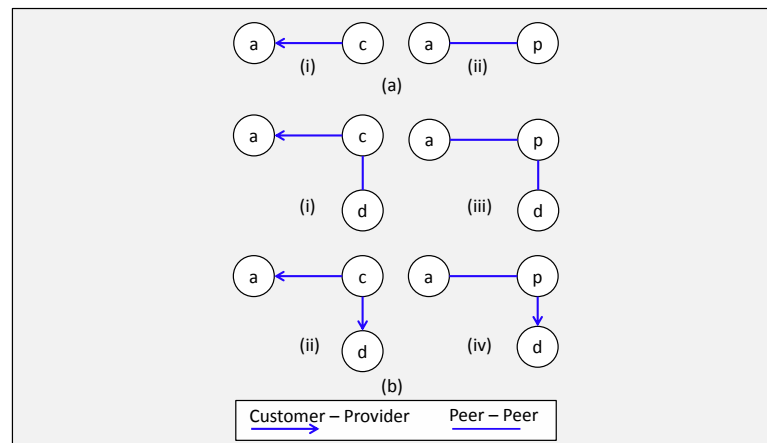 a c a p
(i) (ii)
(a)
a c a p
(i) (iii)
d d
a c a p
(ii) (iv)
d d
(b)
Customer – Provider Peer – Peer